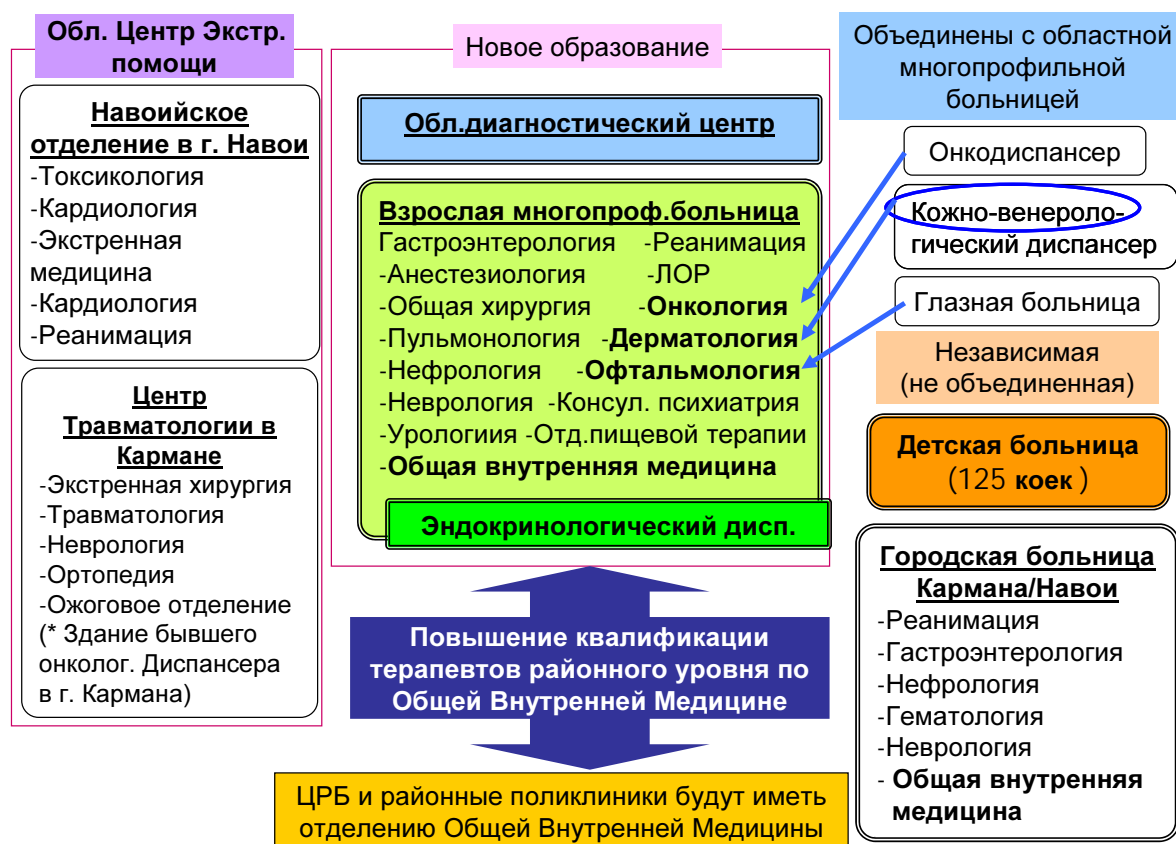 Обл. Центр Экстр.
помощи
Навоийское
отделение в г. Навои
-Токсикология
-Кардиология
-Экстренная
медицина
-Кардиология
-Реанимация
Центр
Травматологии в
Кармане
-Экстренная хирургия
-Травматология
-Неврология
-Ортопедия
-Ожоговое отделение
(* Здание бывшего
онколог. Диспансера
в г. Кармана)
Новое образование
Обл.диагностический центр
Взрослая многопроф.больница
Гастроэнтерология -Реанимация
-Анестезиология -ЛОР
-Общая хирургия -Онкология
-Пульмонология -Дерматология
-Нефрология -Офтальмология
-Неврология -Консул. психиатрия
-Урологиия -Отд.пищевой терапии
-Общая внутренняя медицина
Эндокринологический дисп.
Повышение квалификации
терапевтов районного уровня по
Общей Внутренней Медицине
ЦРБ и районные поликлиники будут иметь
отделению Общей Внутренней Медицины
Объединены с областной
многопрофильной
больницей
Онкодиспансер
Кожно-венероло-
гический диспансер
Глазная больница
Независимая
(не объединенная)
Детская больница
(125 коек )
Городская больница
Кармана/Навои
-Реанимация
-Гастроэнтерология
-Нефрология
-Гематология
-Неврология
- Общая внутренняя
медицина